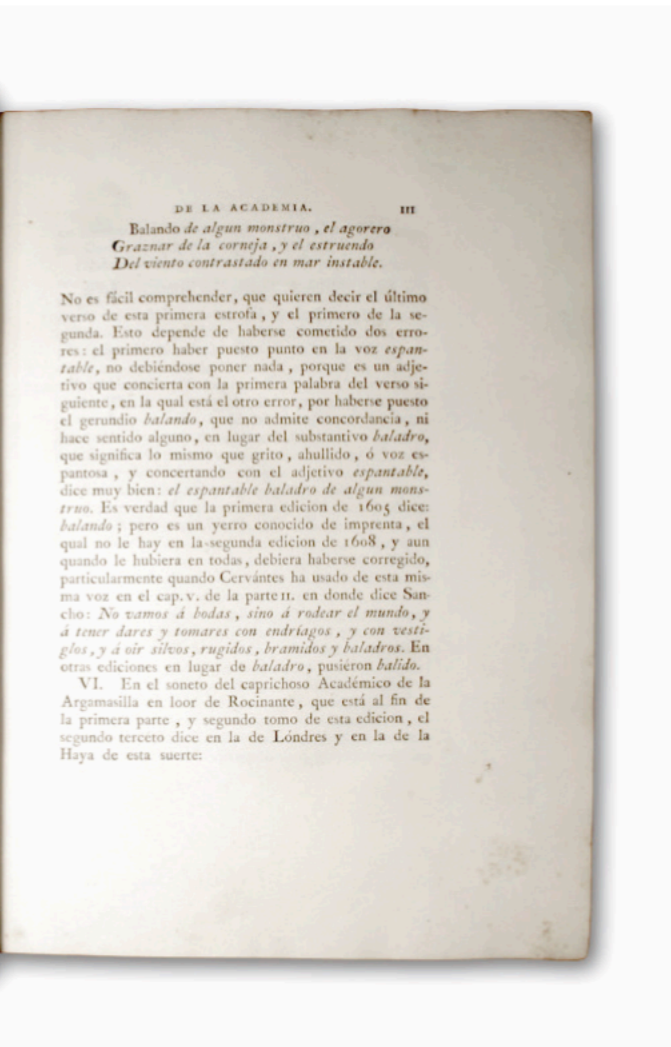 DE LA ACADEMIA. III
Balando de algun monstruo, el agorero
Graznar de la corneja, y el estruendo
Del viento contrastado en mar instable.
No es fácil comprehender, que quieren decir el último
verso de esta primera estrofa, y el primero de la se-
gunda. Esto depende de haberse cometido dos erro-
res: el primero haber puesto punto en la voz espan-
table, no debiéndose poner nada, porque es un adje-
tivo que concierta con la primera palabra del verso si-
guiente, en la qual está el otro error, por haberse puesto
el gerundio balando, que no admite concordancia, ni
hace sentido alguno, en lugar del substantivo baladro,
que significa lo mismo que grito, ahullido, ó voz es-
pantosa, y concertando con el adjetivo espantable,
dice muy bien: el espantable baladro de algun mons-
truo. Es verdad que la primera edicion de 1605 dice:
balando; pero es un yerro conocido de imprenta, el
qual no le hay en la segunda edicion de 1608, y aun
quando le hubiera en todas, debiera haberse corregido,
particularmente quando Cervántes ha usado de esta mis-
ma voz en el cap. v. de la parte II. en donde dice San-
cho: No vamos á bodas, sino á rodear el mundo, y
á tener dares y tomares con endríagos, y con vesti-
glos, y á oir silvos, rugidos, bramidos y baladros. En
otras ediciones en lugar de baladro, pusiéron balido.
VI. En el soneto del caprichoso Académico de la
Argamasilla en loor de Rocinante, que está al fin de
la primera parte, y segundo tomo de esta edicion, el
segundo terceto dice en la de Lóndres y en la de la
Haya de esta suerte: